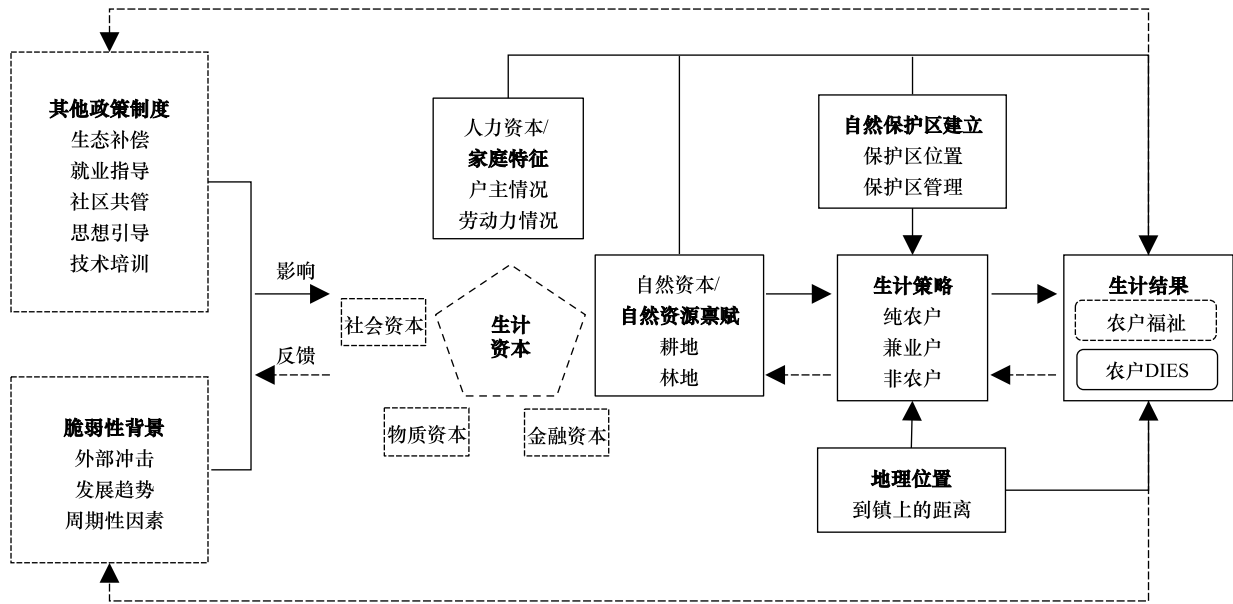 其他政策制度
生态补偿
就业指导
社区共管
思想引导
技术培训
脆弱性背景
外部冲击
发展趋势
周期性因素
影响
反馈
人力资本/
家庭特征
户主情况
劳动力情况
社会资本
生计
资本
物质资本
金融资本
自然资本/
自然资源禀赋
耕地
林地
自然保护区建立
保护区位置
保护区管理
生计策略
纯农户
兼业户
非农户
地理位置
到镇上的距离
生计结果
农户福祉
农户DIES